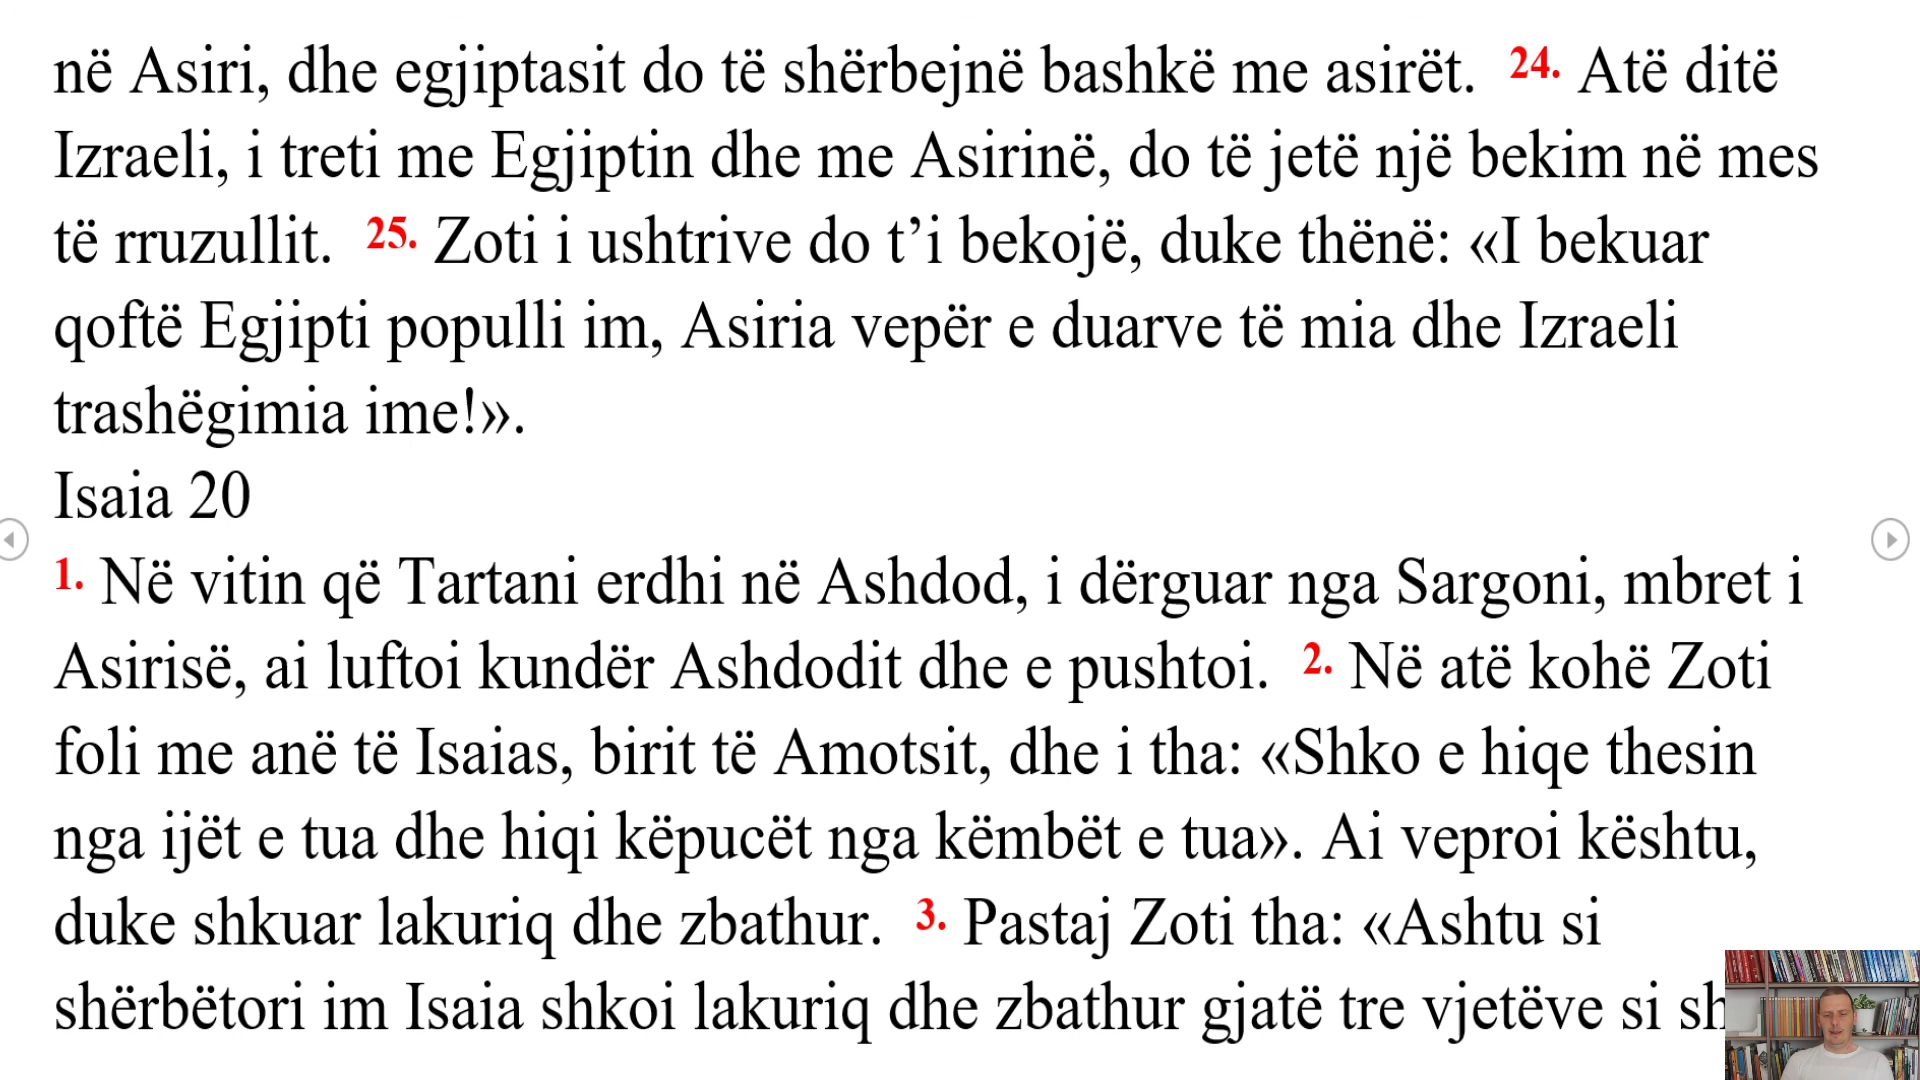 në Asiri, dhe egjiptasit do të shërbejnë bashkë me asirët. 24. Atë ditë
Izraeli, i treti me Egjiptin dhe me Asirinë, do të jetë një bekim në mes
të rruzullit. 25. Zoti i ushtrive do t’i bekojë, duke thënë: «I bekuar
qoftë Egjipti populli im, Asiria vepër e duarve të mia dhe Izraeli
trashëgimia ime!».
Isaia 20
1. Në vitin që Tartani erdhi në Ashdod, i dërguar nga Sargoni, mbret i
Asirisë, ai luftoi kundër Ashdodit dhe e pushtoi. 2. Në atë kohë Zoti
foli me anë të Isaias, birit të Amotsit, dhe i tha: «Shko e hiqe thesin
nga ijët e tua dhe hiqi këpucët nga këmbët e tua». Ai veproi kështu,
duke shkuar lakuriq dhe zbathur. 3. Pastaj Zoti tha: «Ashtu si
shërbëtori im Isaia shkoi lakuriq dhe zbathur gjatë tre vjetëve si